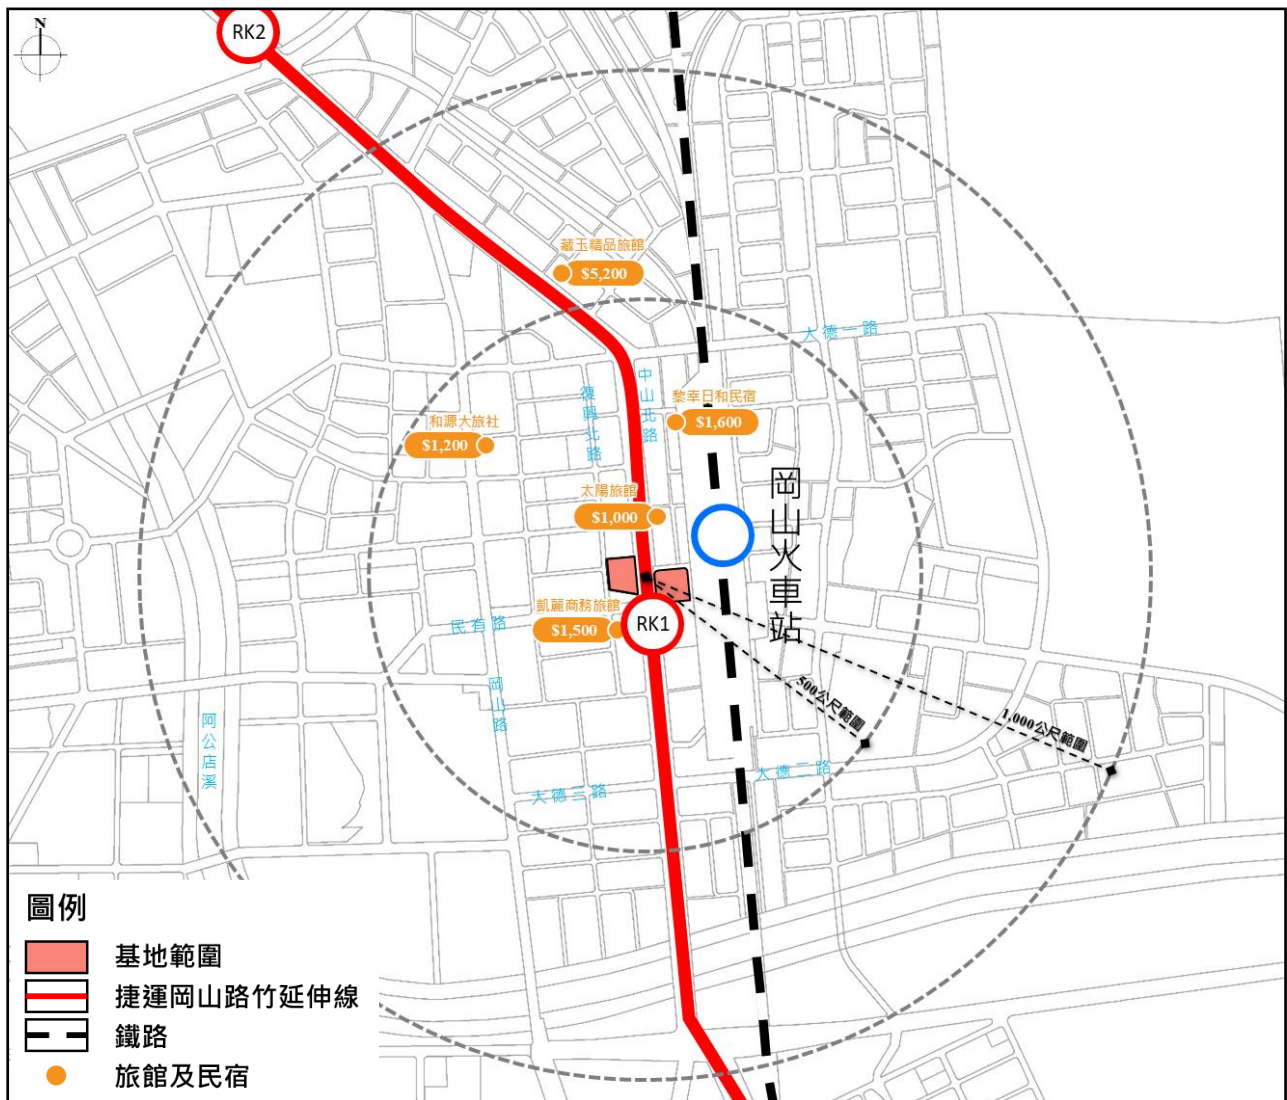 N
RK2
藏玉精品旅館
$5,200
大德一路
中山北路
復興北路
黎幸日和民宿
$1,600
和源大旅社
$1,200
岡山火車站
太陽旅館
$1,000
凱麗商務旅館
$1,500
RK1
民有路
岡山路
500公尺範圍
1,000公尺範圍
阿公店溪
大德二路
大德三路
圖例
基地範圍
捷運岡山路竹延伸線
鐵路
旅館及民宿